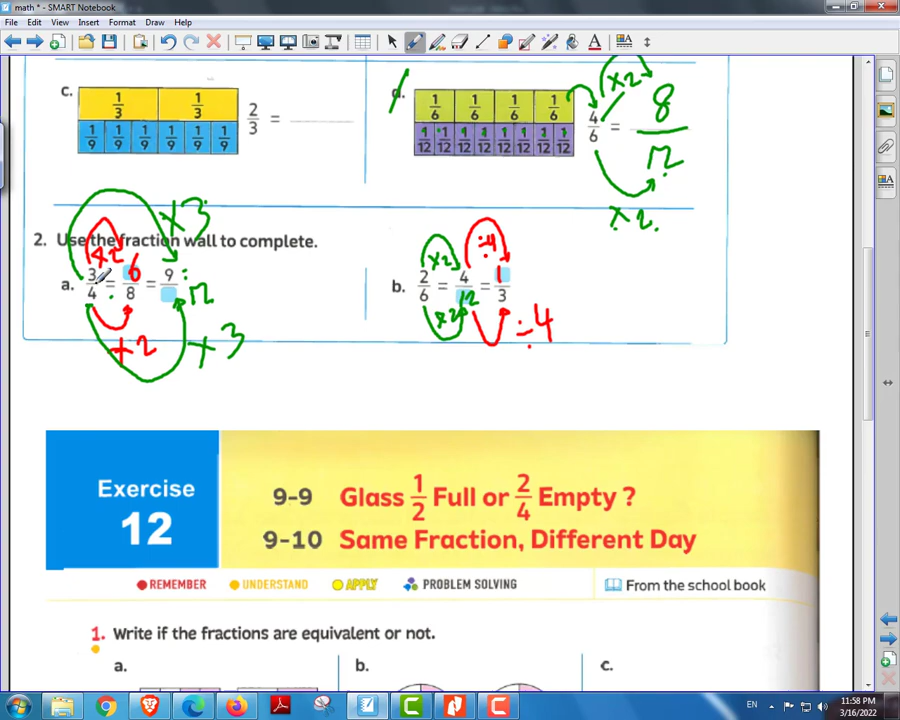 math * - SMART Notebook
File Edit View Insert Format Draw Help
c. 1/3 1/3 2/3 =
1/9 1/9 1/9 1/9 1/9 1/9
d. 1/6 1/6 1/6 1/6 4/6 = 8/12
1/12 1/12 1/12 1/12 1/12 1/12 1/12 1/12
×2
×2
×3
2. Use the fraction wall to complete.
×2
a. 3/4 = 6/8 = 9/12
×2
×3
×2 ÷4
b. 2/6 = 4/12 = 1/3
×2 ÷4
Exercise
12
9-9 Glass 1/2 Full or 2/4 Empty ?
9-10 Same Fraction, Different Day
REMEMBER UNDERSTAND APPLY PROBLEM SOLVING From the school book
1. Write if the fractions are equivalent or not.
a. b. c.
EN 11:58 PM
3/16/2022